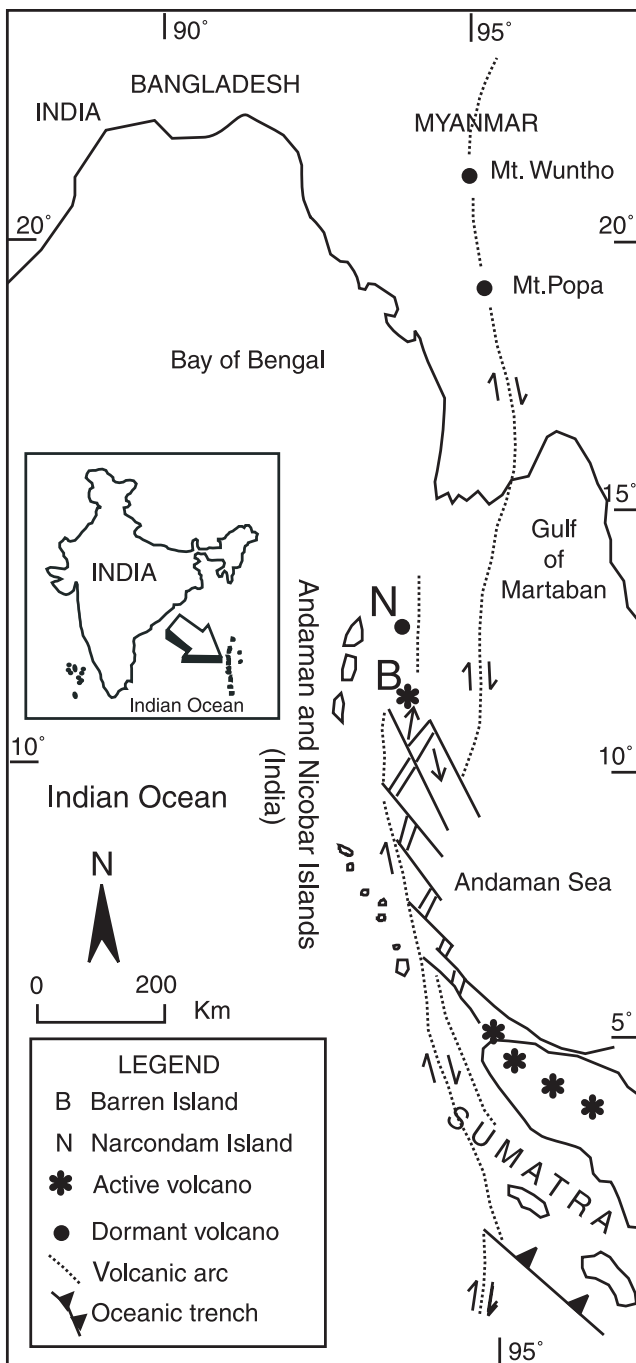 90°
95°
BANGLADESH
INDIA
MYANMAR
Mt. Wuntho
20°
20°
Mt.Popa
Bay of Bengal
15°
INDIA
Indian Ocean
Gulf
of
Martaban
N
B
Andaman and Nicobar Islands
(India)
10°
10°
Indian Ocean
N
Andaman Sea
0 200
Km
5°
LEGEND
B Barren Island
N Narcondam Island
Active volcano
Dormant volcano
Volcanic arc
Oceanic trench
SUMATRA
95°